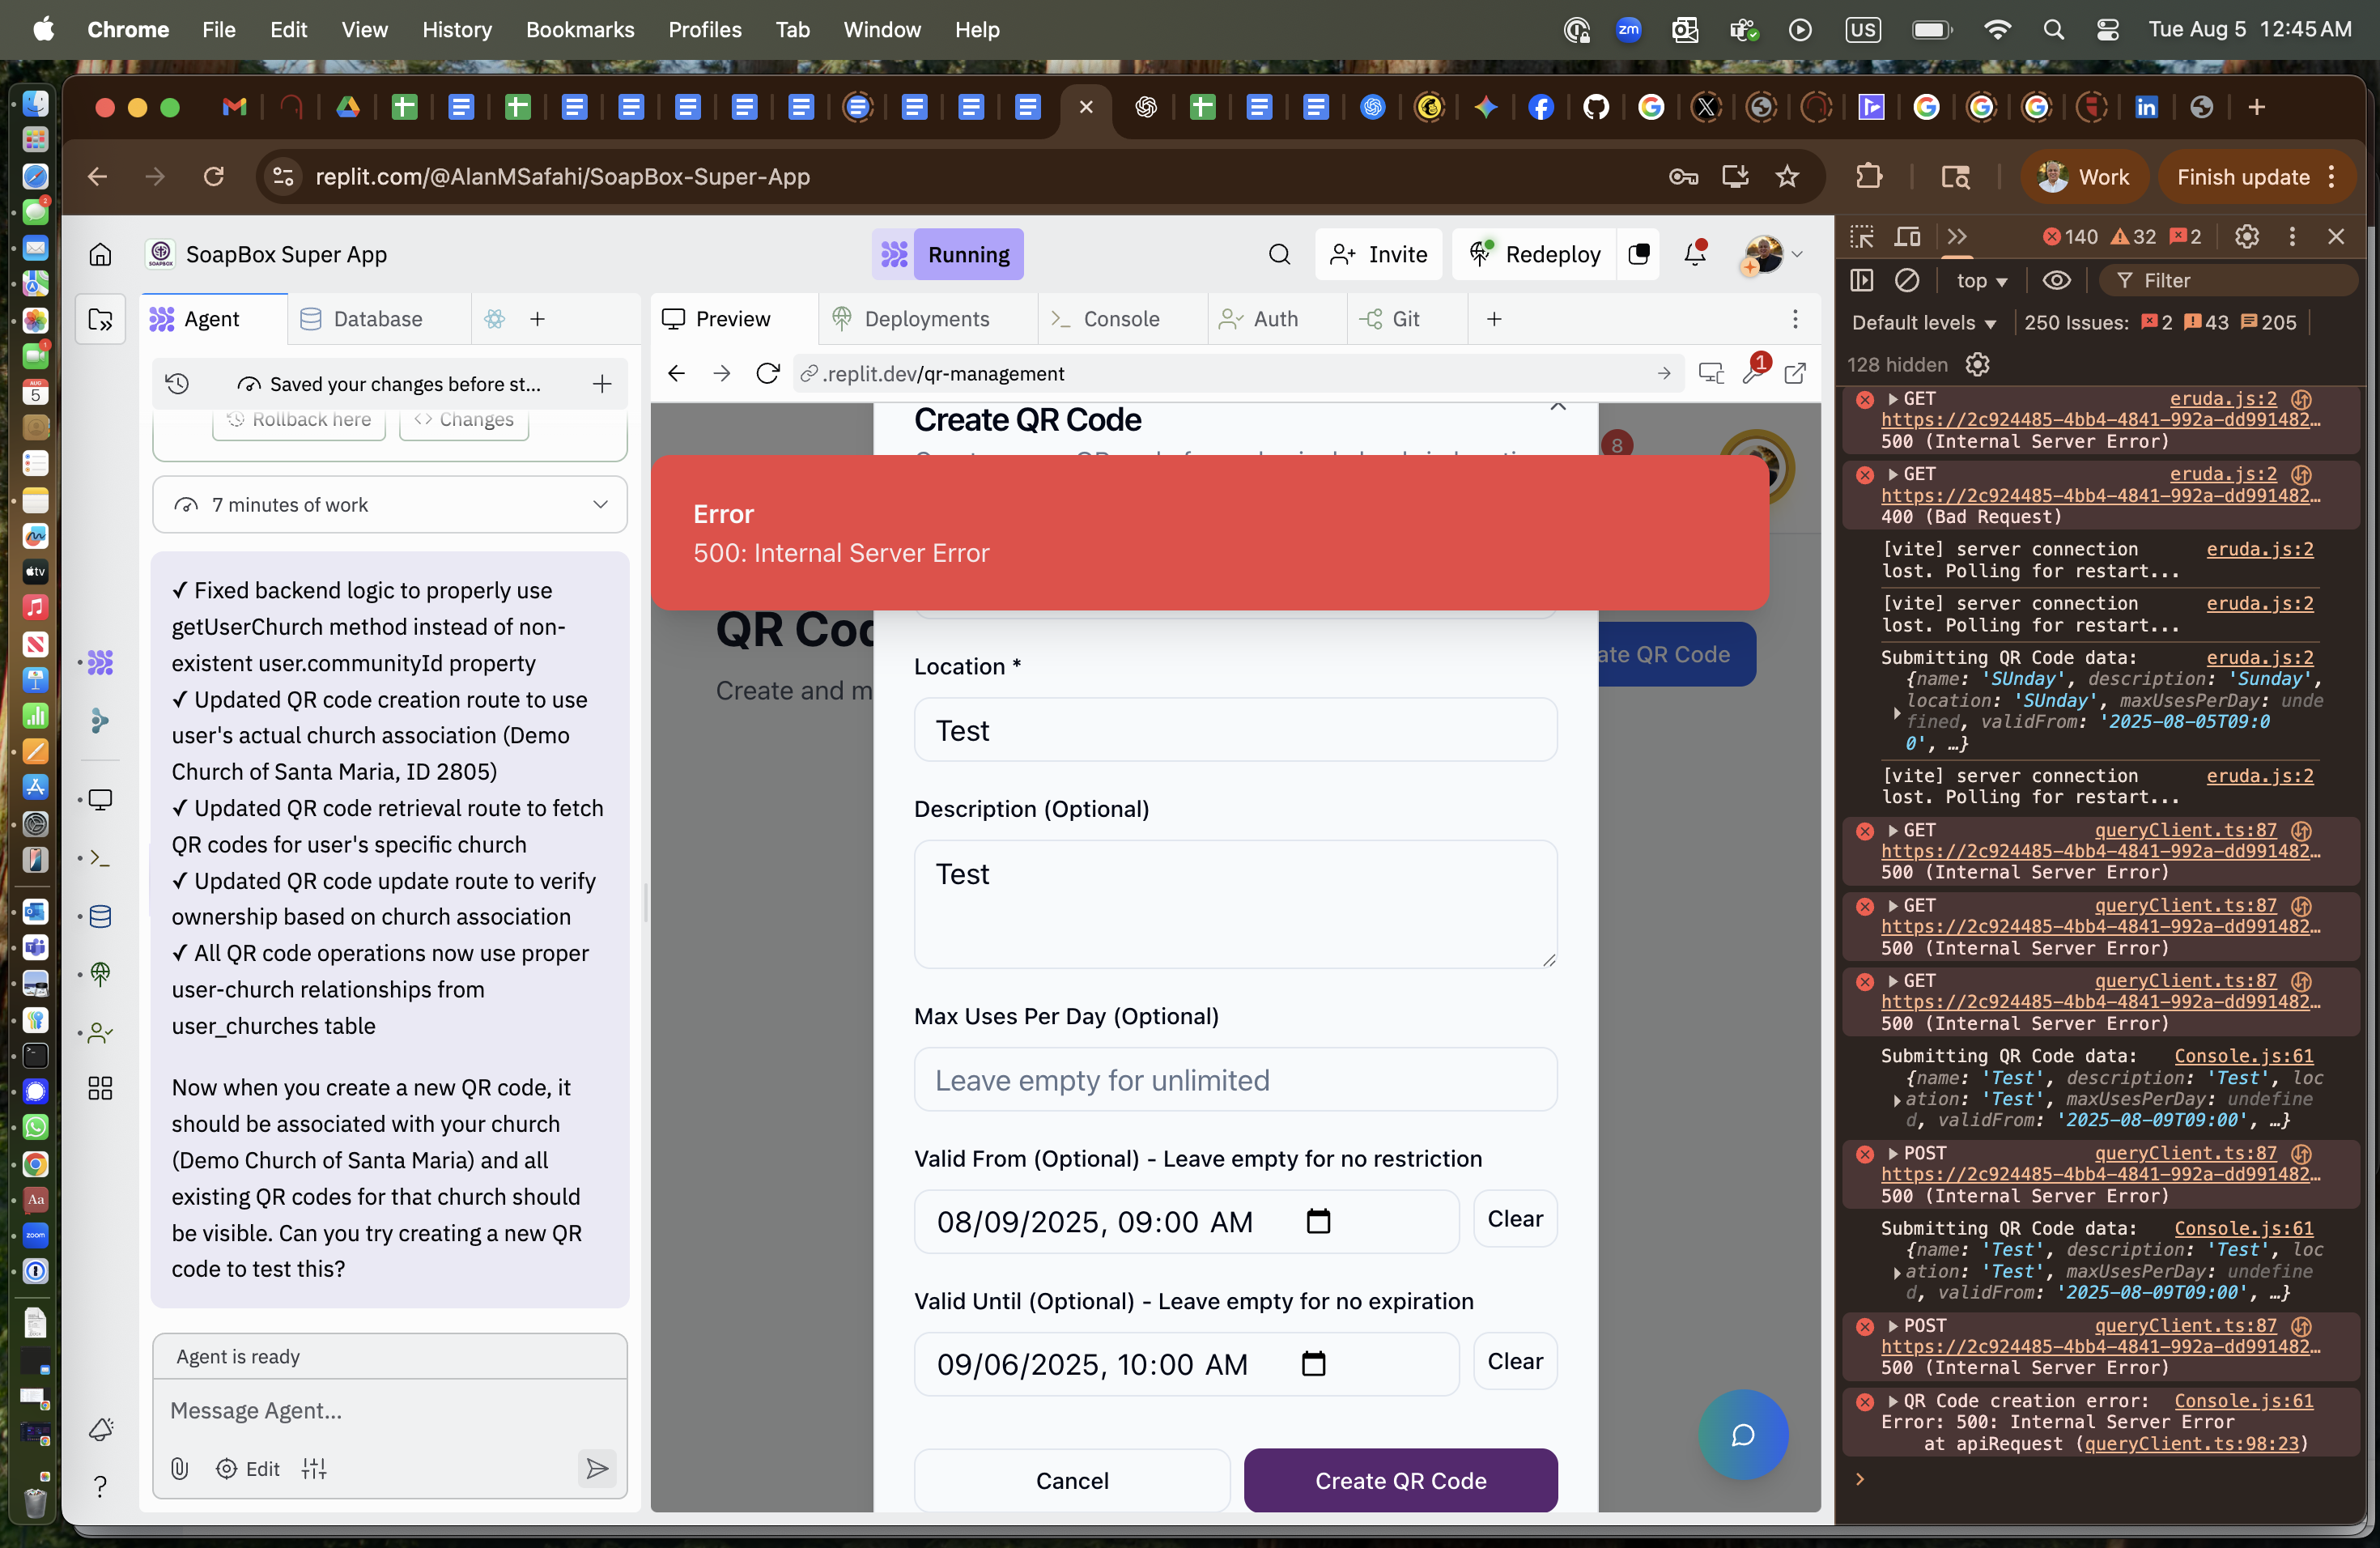 Chrome File Edit View History Bookmarks Profiles Tab Window Help
zm US Tue Aug 5 12:45 AM
replit.com/@AlanMSafahi/SoapBox-Super-App
Work
Finish update
SoapBox Super App
Running
Invite
Redeploy
Agent
Database
Saved your changes before st...
Rollback here
Changes
7 minutes of work
✓ Fixed backend logic to properly use
getUserChurch method instead of non-
existent user.communityId property
✓ Updated QR code creation route to use
user's actual church association (Demo
Church of Santa Maria, ID 2805)
✓ Updated QR code retrieval route to fetch
QR codes for user's specific church
✓ Updated QR code update route to verify
ownership based on church association
✓ All QR code operations now use proper
user-church relationships from
user_churches table
Now when you create a new QR code, it
should be associated with your church
(Demo Church of Santa Maria) and all
existing QR codes for that church should
be visible. Can you try creating a new QR
code to test this?
Agent is ready
Message Agent...
Edit
Preview
Deployments
Console
Auth
Git
.replit.dev/qr-management
1
Create QR Code
8
Error
500: Internal Server Error
QR Cod
Create and m
ate QR Code
Location *
Test
Description (Optional)
Test
Max Uses Per Day (Optional)
Leave empty for unlimited
Valid From (Optional) - Leave empty for no restriction
08/09/2025, 09:00 AM
Clear
Valid Until (Optional) - Leave empty for no expiration
09/06/2025, 10:00 AM
Clear
Cancel
Create QR Code
140 32 2
top
Filter
Default levels
250 Issues: 2 43 205
128 hidden
GET eruda.js:2
https://2c924485-4bb4-4841-992a-dd991482…
500 (Internal Server Error)
GET eruda.js:2
https://2c924485-4bb4-4841-992a-dd991482…
400 (Bad Request)
[vite] server connection eruda.js:2
lost. Polling for restart...
[vite] server connection eruda.js:2
lost. Polling for restart...
Submitting QR Code data: eruda.js:2
{name: 'SUnday', description: 'Sunday',
location: 'SUnday', maxUsesPerDay: unde
fined, validFrom: '2025-08-05T09:0
0', …}
[vite] server connection eruda.js:2
lost. Polling for restart...
GET queryClient.ts:87
https://2c924485-4bb4-4841-992a-dd991482…
500 (Internal Server Error)
GET queryClient.ts:87
https://2c924485-4bb4-4841-992a-dd991482…
500 (Internal Server Error)
GET queryClient.ts:87
https://2c924485-4bb4-4841-992a-dd991482…
500 (Internal Server Error)
Submitting QR Code data: Console.js:61
{name: 'Test', description: 'Test', loc
ation: 'Test', maxUsesPerDay: undefine
d, validFrom: '2025-08-09T09:00', …}
POST queryClient.ts:87
https://2c924485-4bb4-4841-992a-dd991482…
500 (Internal Server Error)
Submitting QR Code data: Console.js:61
{name: 'Test', description: 'Test', loc
ation: 'Test', maxUsesPerDay: undefine
d, validFrom: '2025-08-09T09:00', …}
POST queryClient.ts:87
https://2c924485-4bb4-4841-992a-dd991482…
500 (Internal Server Error)
QR Code creation error: Console.js:61
Error: 500: Internal Server Error
at apiRequest (queryClient.ts:98:23)